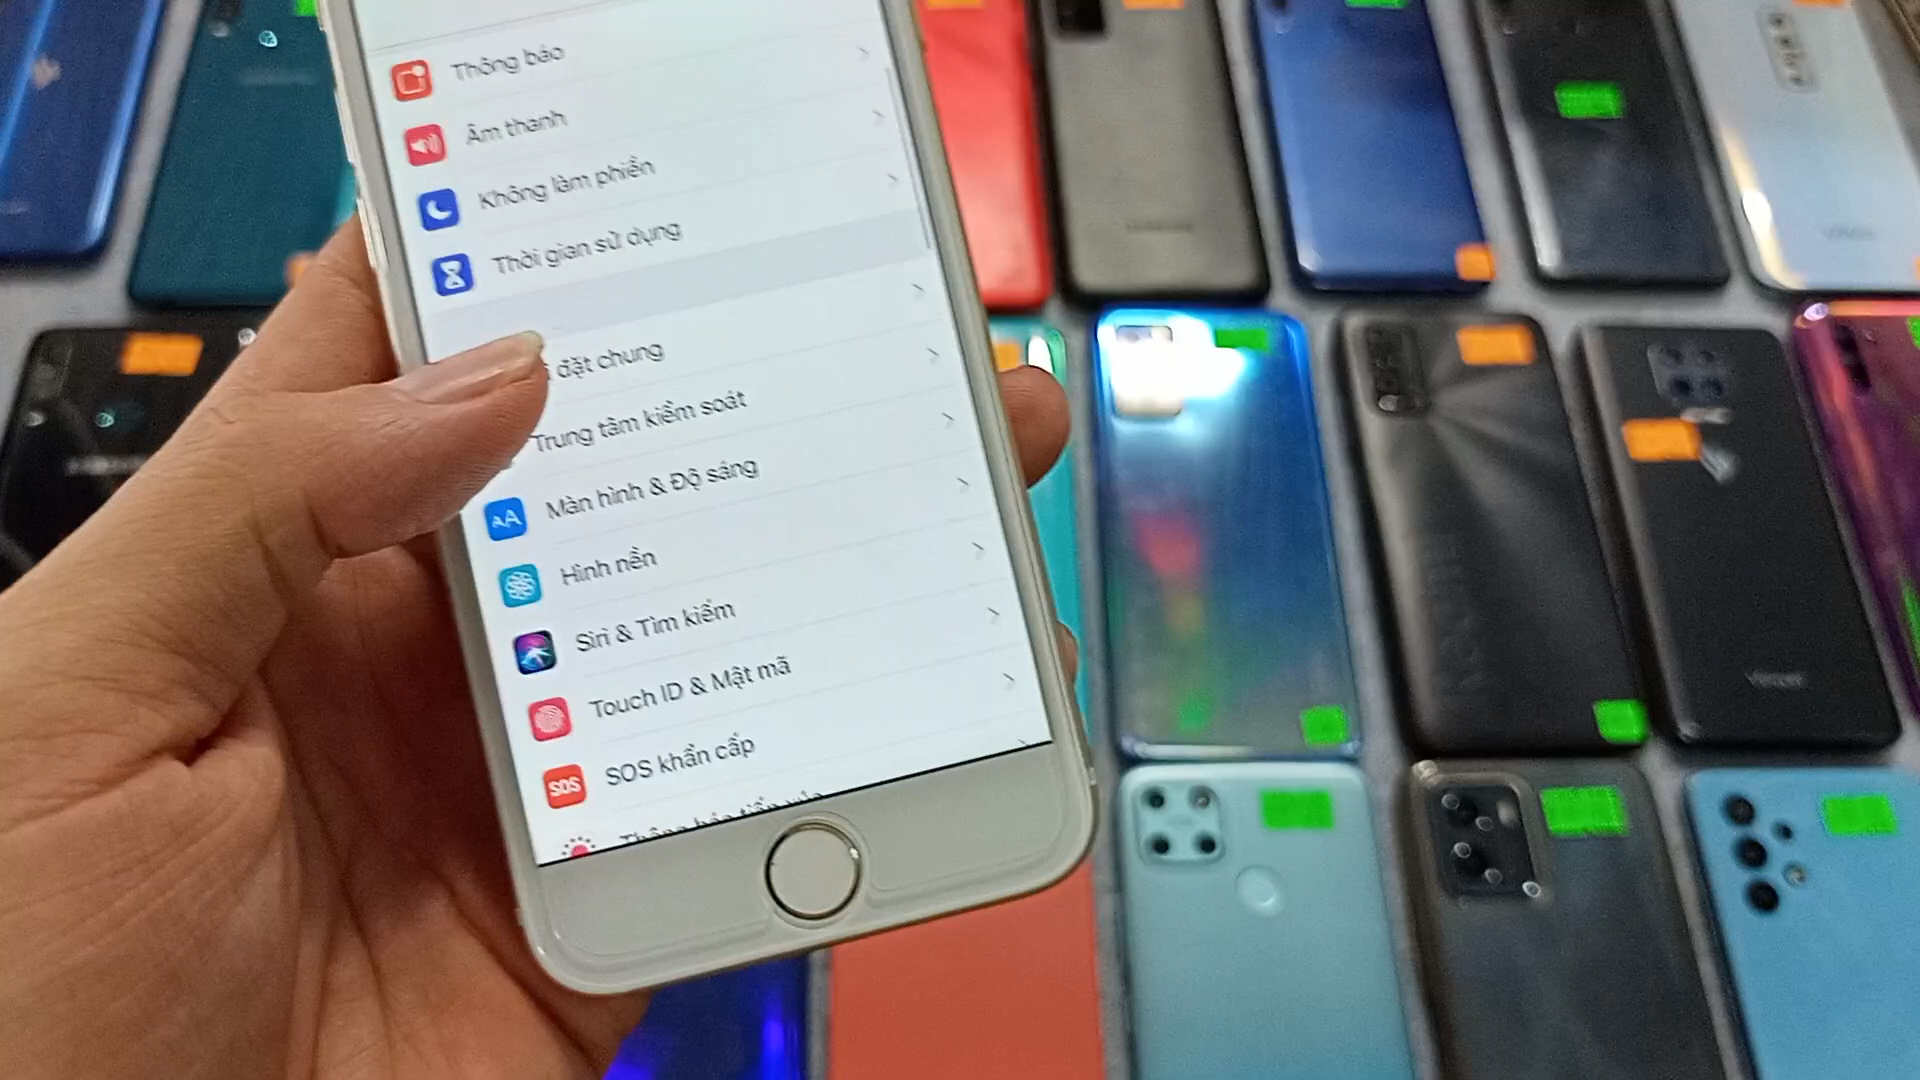 Thông báo
Âm thanh
Không làm phiền
Thời gian sử dụng
đặt chung
Trung tâm kiểm soát
AA
Màn hình & Độ sáng
Hình nền
Siri & Tìm kiếm
Touch ID & Mật mã
SOS
SOS khẩn cấp